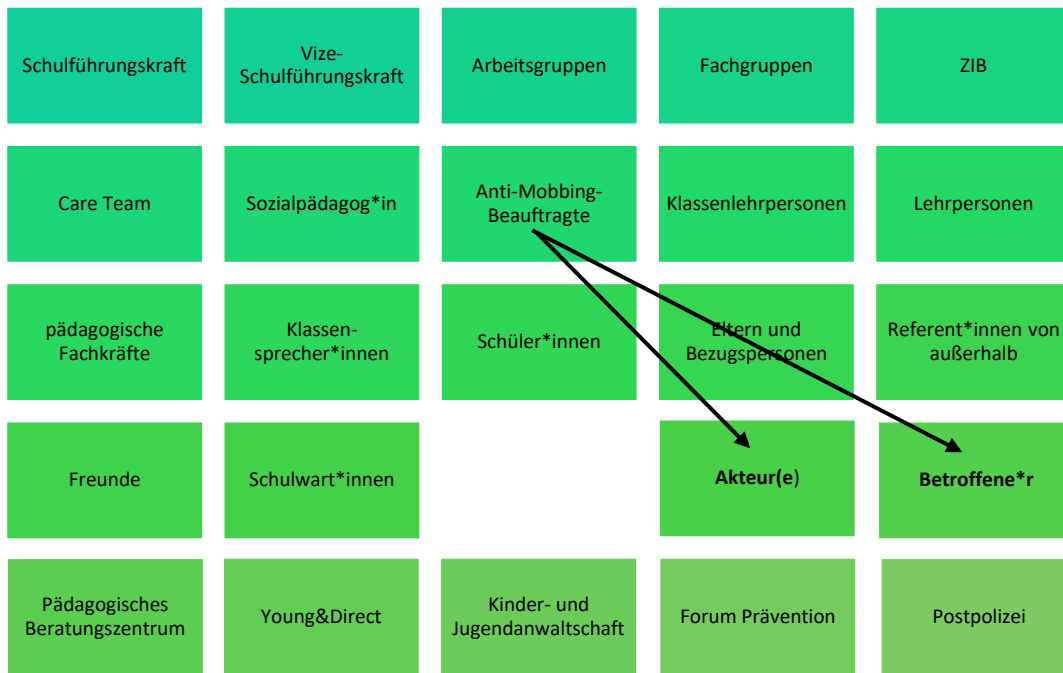 Schulführungskraft
Vize-
Schulführungskraft
Arbeitsgruppen
Fachgruppen
ZIB
Care Team
Sozialpädagog*in
Anti-Mobbing-
Beauftragte
Klassenlehrpersonen
Lehrpersonen
pädagogische
Fachkräfte
Klassen-
sprecher*innen
Schüler*innen
Eltern und
Bezugspersonen
Referent*innen von
außerhalb
Freunde
Schulwart*innen
Akteur(e)
Betroffene*r
Pädagogisches
Beratungszentrum
Young&Direct
Kinder- und
Jugendanwaltschaft
Forum Prävention
Postpolizei